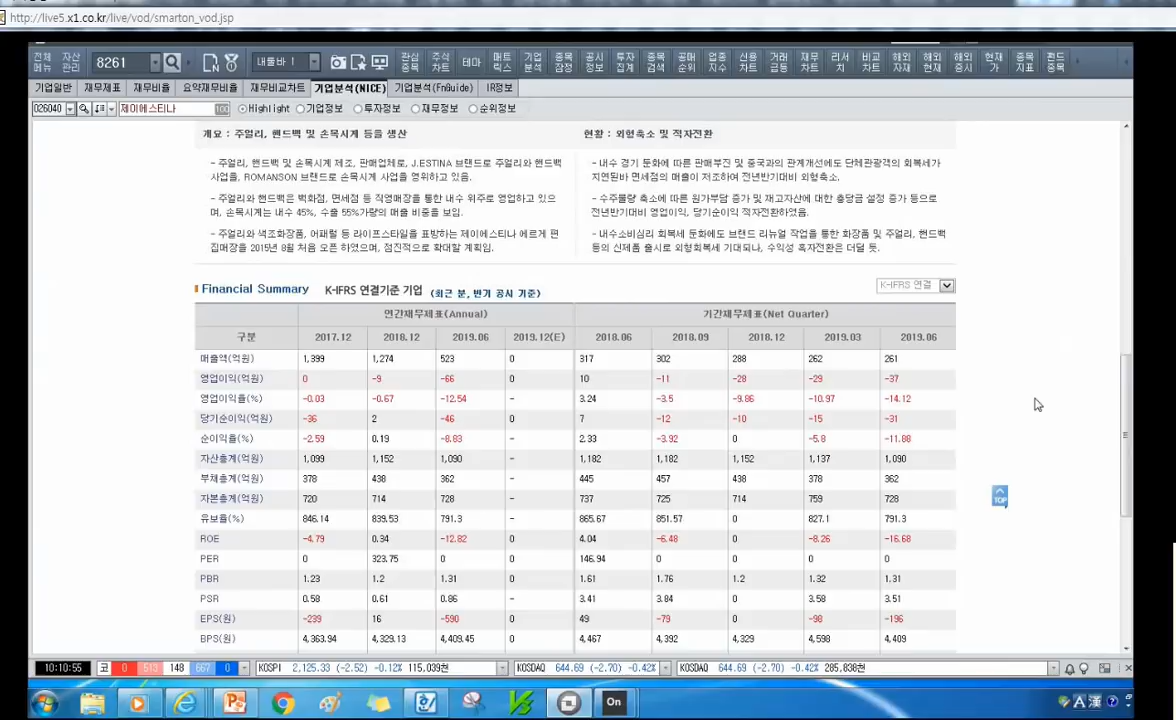 http://live5.x1.co.kr/live/vod/smarton_vod.jsp
전체메뉴 자산관리 8261 내툴바 1 관심종목 주식차트 테마 매트릭스 기업분석 종목잠정 공시정보 투자집계 종목검색 공매순위 업종지수 신용차트 거래급등 재무차트 리서치 비교차트 해외자재 해외현재 해외증시 현재가 종목지표 펀드종목
기업일반 재무제표 재무비율 요약재무비율 재무비교차트 기업분석(NICE) 기업분석(FnGuide) IR정보
026040 제이에스티나 Highlight 기업정보 투자정보 재무정보 순위정보
개요 : 주얼리, 핸드백 및 손목시계 등을 생산
- 주얼리, 핸드백 및 손목시계 제조, 판매업체로, J.ESTINA 브랜드로 주얼리와 핸드백
사업을, ROMANSON 브랜드로 손목시계 사업을 영위하고 있음.
- 주얼리와 핸드백은 백화점, 면세점 등 직영매장을 통한 내수 위주로 영업하고 있으
며, 손목시계는 내수 45%, 수출 55%가량의 매출 비중을 보임.
- 주얼리와 색조화장품, 어패럴 등 라이프스타일을 표방하는 제이에스티나 에르게 편
집매장을 2015년 8월 처음 오픈 하였으며, 점진적으로 확대할 계획임.
현황 : 외형축소 및 적자전환
- 내수 경기 둔화에 따른 판매부진 및 중국과의 관계개선에도 단체관광객의 회복세가
지연된바 면세점의 매출이 저조하여 전년반기대비 외형축소.
- 수주물량 축소에 따른 원가부담 증가 및 재고자산에 대한 충당금 설정 증가 등으로
전년반기대비 영업이익, 당기순이익 적자전환하였음.
- 내수소비심리 회복세 둔화에도 브랜드 리뉴얼 작업을 통한 화장품 및 주얼리, 핸드백
등의 신제품 출시로 외형회복세 기대되나, 수익성 흑자전환은 더딜 듯.
Financial Summary K-IFRS 연결기준 기업 (최근 분, 반기 공시 기준) K-IFRS 연결
연간재무제표(Annual) 기간재무제표(Net Quarter)
구분 2017.12 2018.12 2019.06 2019.12(E) 2018.06 2018.09 2018.12 2019.03 2019.06
매출액(억원) 1,399 1,274 523 0 317 302 288 262 261
영업이익(억원) 0 -9 -66 0 10 -11 -28 -29 -37
영업이익률(%) -0.03 -0.67 -12.54 - 3.24 -3.5 -9.86 -10.97 -14.12
당기순이익(억원) -36 2 -46 0 7 -12 -10 -15 -31
순이익률(%) -2.59 0.19 -8.83 - 2.33 -3.92 0 -5.8 -11.88
자산총계(억원) 1,099 1,152 1,090 - 1,182 1,182 1,152 1,137 1,090
부채총계(억원) 378 438 362 - 445 457 438 378 362
자본총계(억원) 720 714 728 - 737 725 714 759 728
유보율(%) 846.14 839.53 791.3 - 865.67 851.57 0 827.1 791.3
ROE -4.79 0.34 -12.82 0 4.04 -6.48 0 -8.26 -16.68
PER 0 323.75 0 0 146.94 0 0 0 0
PBR 1.23 1.2 1.31 0 1.61 1.76 1.2 1.32 1.31
PSR 0.58 0.61 0.86 - 3.41 3.84 0 3.58 3.51
EPS(원) -239 16 -590 0 49 -79 0 -98 -196
BPS(원) 4,363.94 4,329.13 4,409.45 0 4,467 4,392 4,329 4,598 4,409
TOP
10:10:55 코 0 513 148 667 0 KOSPI 2,125.33 (-2.52) -0.12% 115,039천 KOSDAQ 644.69 (-2.70) -0.42% KOSDAQ 644.69 (-2.70) -0.42% 285,838천
On A 漢